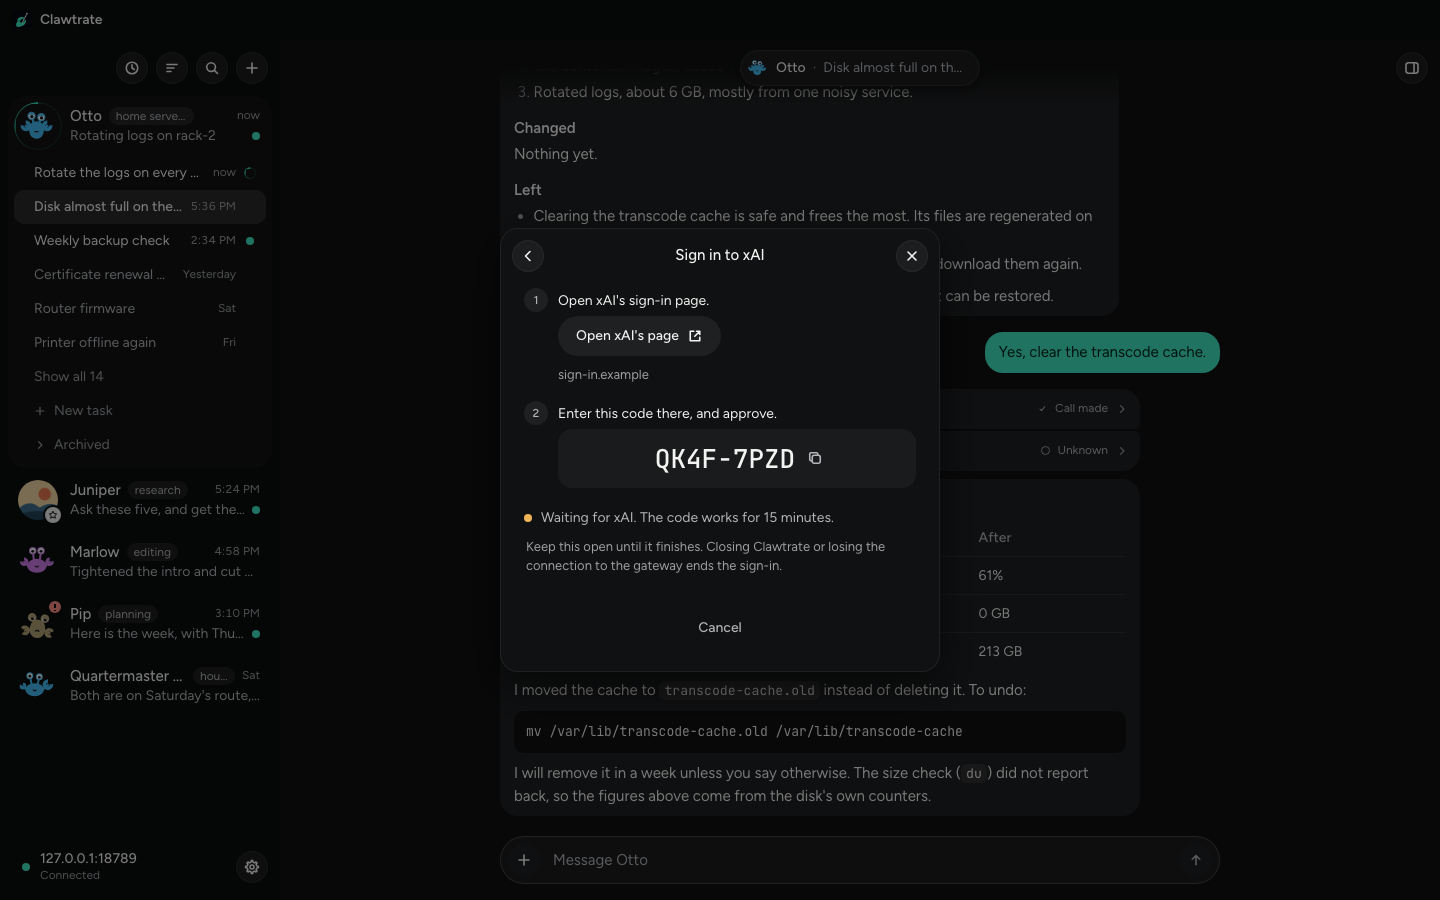 Clawtrate
Otto home serve... now
Rotating logs on rack-2
Rotate the logs on every ... now
Disk almost full on the... 5:36 PM
Weekly backup check 2:34 PM
Certificate renewal ... Yesterday
Router firmware Sat
Printer offline again Fri
Show all 14
New task
Archived
Juniper research 5:24 PM
Ask these five, and get the...
Marlow editing 4:58 PM
Tightened the intro and cut ...
Pip planning 3:10 PM
Here is the week, with Thu...
Quartermaster ... hou... Sat
Both are on Saturday's route,...
127.0.0.1:18789
Connected
Otto · Disk almost full on th...
3. Rotated logs, about 6 GB, mostly from one noisy service.
Changed
Nothing yet.
Left
• Clearing the transcode cache is safe and frees the most. Its files are regenerated on
download them again.
can be restored.
Yes, clear the transcode cache.
Call made
Unknown
After
61%
0 GB
213 GB
Sign in to xAI
1 Open xAI's sign-in page.
Open xAI's page
sign-in.example
2 Enter this code there, and approve.
QK4F-7PZD
Waiting for xAI. The code works for 15 minutes.
Keep this open until it finishes. Closing Clawtrate or losing the
connection to the gateway ends the sign-in.
Cancel
I moved the cache to transcode-cache.old instead of deleting it. To undo:
mv /var/lib/transcode-cache.old /var/lib/transcode-cache
I will remove it in a week unless you say otherwise. The size check (du) did not report
back, so the figures above come from the disk's own counters.
Message Otto